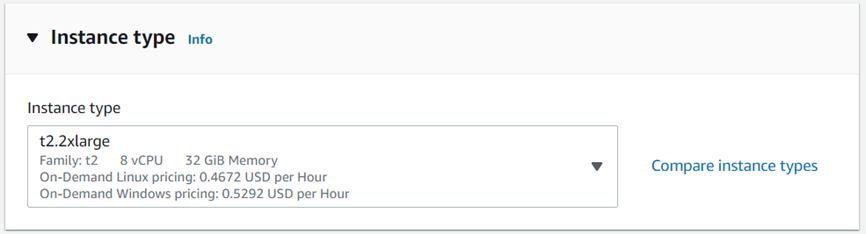 Instance type Info
Instance type
t2.2xlarge
Family: t2 8 vCPU 32 GiB Memory
On-Demand Linux pricing: 0.4672 USD per Hour
On-Demand Windows pricing: 0.5292 USD per Hour
Compare instance types